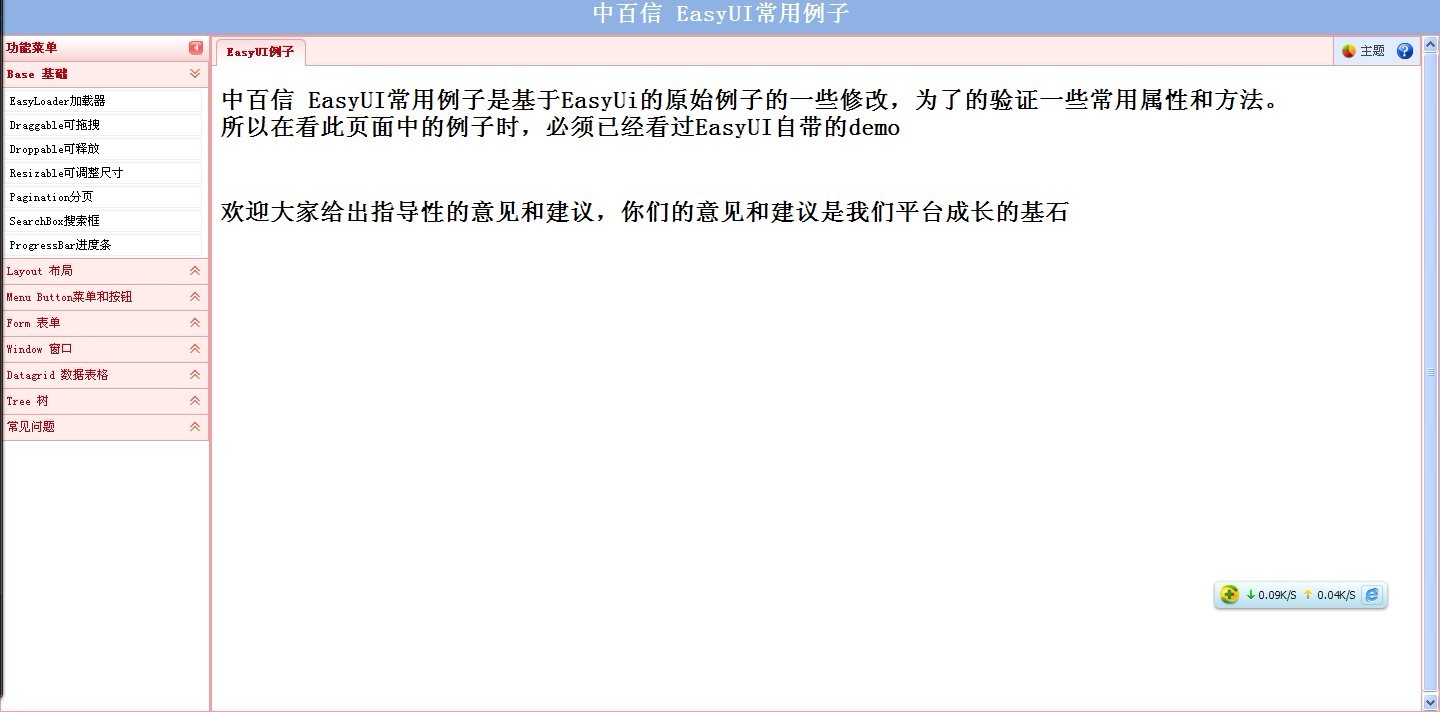 中百信 EasyUI常用例子
功能菜单
Base 基础
EasyLoader加载器
Draggable可拖拽
Droppable可释放
Resizable可调整尺寸
Pagination分页
SearchBox搜索框
ProgressBar进度条
Layout 布局
Menu Button菜单和按钮
Form 表单
Window 窗口
Datagrid 数据表格
Tree 树
常见问题
EasyUI例子
主题
中百信 EasyUI常用例子是基于EasyUi的原始例子的一些修改，为了的验证一些常用属性和方法。
所以在看此页面中的例子时，必须已经看过EasyUI自带的demo
欢迎大家给出指导性的意见和建议，你们的意见和建议是我们平台成长的基石
0.09K/S 0.04K/S